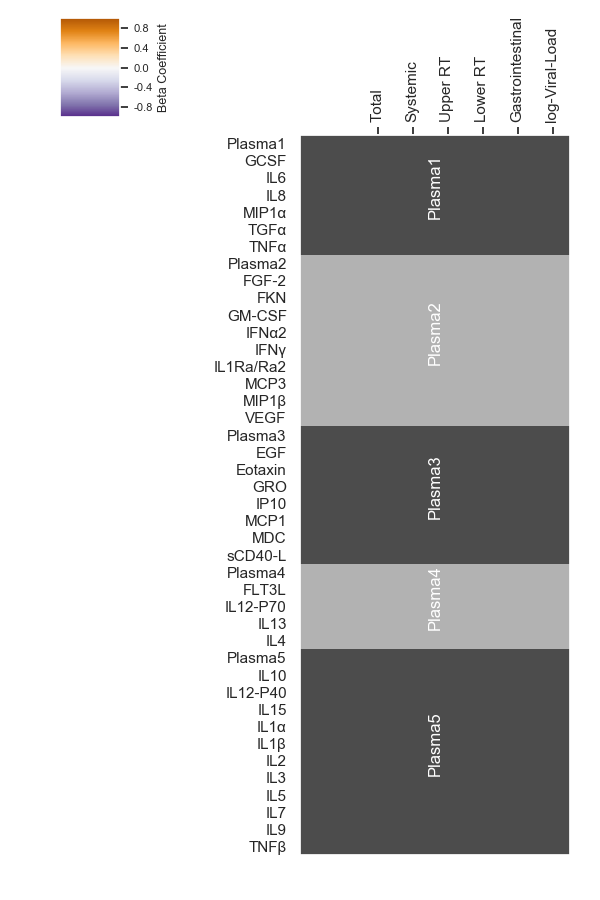 0.8
0.4
0.0
-0.4
-0.8
Beta Coefficient
Total
Systemic
Upper RT
Lower RT
Gastrointestinal
log-Viral-Load
Plasma1
GCSF
IL6
IL8
MIP1α
TGFα
TNFα
Plasma2
FGF-2
FKN
GM-CSF
IFNα2
IFNγ
IL1Ra/Ra2
MCP3
MIP1β
VEGF
Plasma3
EGF
Eotaxin
GRO
IP10
MCP1
MDC
sCD40-L
Plasma4
FLT3L
IL12-P70
IL13
IL4
Plasma5
IL10
IL12-P40
IL15
IL1α
IL1β
IL2
IL3
IL5
IL7
IL9
TNFβ
Plasma1
Plasma2
Plasma3
Plasma4
Plasma5